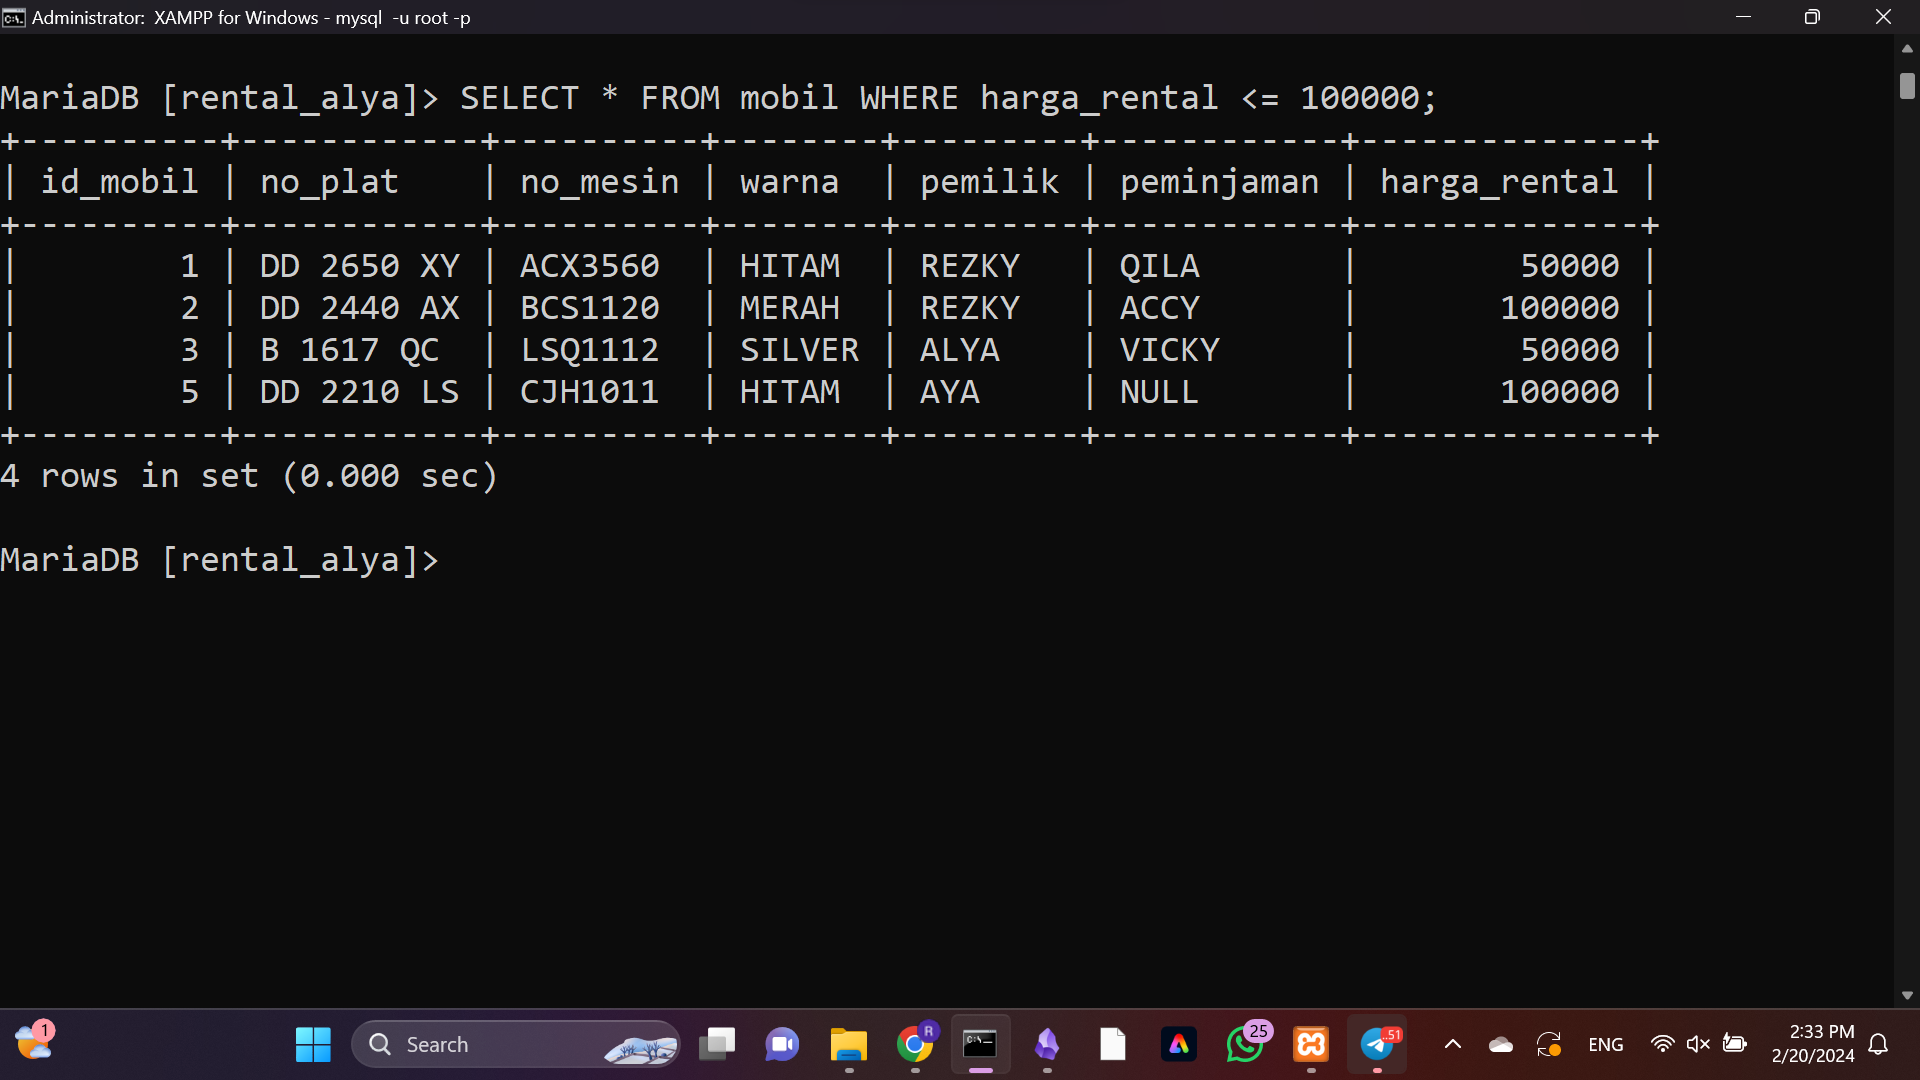 Administrator:  XAMPP for Windows - mysql  -u root -p
MariaDB [rental_alya]> SELECT * FROM mobil WHERE harga_rental <= 100000;
+----------+------------+----------+--------+---------+------------+--------------+
| id_mobil | no_plat    | no_mesin | warna  | pemilik | peminjaman | harga_rental |
+----------+------------+----------+--------+---------+------------+--------------+
|        1 | DD 2650 XY | ACX3560  | HITAM  | REZKY   | QILA       |        50000 |
|        2 | DD 2440 AX | BCS1120  | MERAH  | REZKY   | ACCY       |       100000 |
|        3 | B 1617 QC  | LSQ1112  | SILVER | ALYA    | VICKY      |        50000 |
|        5 | DD 2210 LS | CJH1011  | HITAM  | AYA     | NULL       |       100000 |
+----------+------------+----------+--------+---------+------------+--------------+
4 rows in set (0.000 sec)
MariaDB [rental_alya]>
1
Search
R
25
..51
ENG
2:33 PM
2/20/2024